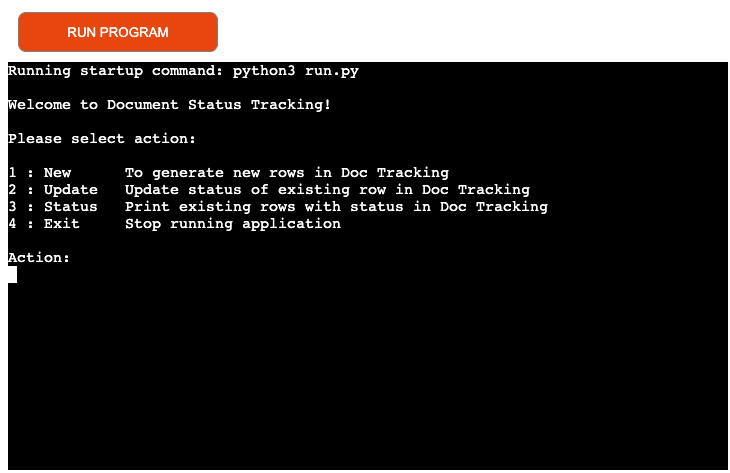 RUN PROGRAM
Running startup command: python3 run.py
Welcome to Document Status Tracking!
Please select action:
1 : New      To generate new rows in Doc Tracking
2 : Update   Update status of existing row in Doc Tracking
3 : Status   Print existing rows with status in Doc Tracking
4 : Exit     Stop running application
Action: